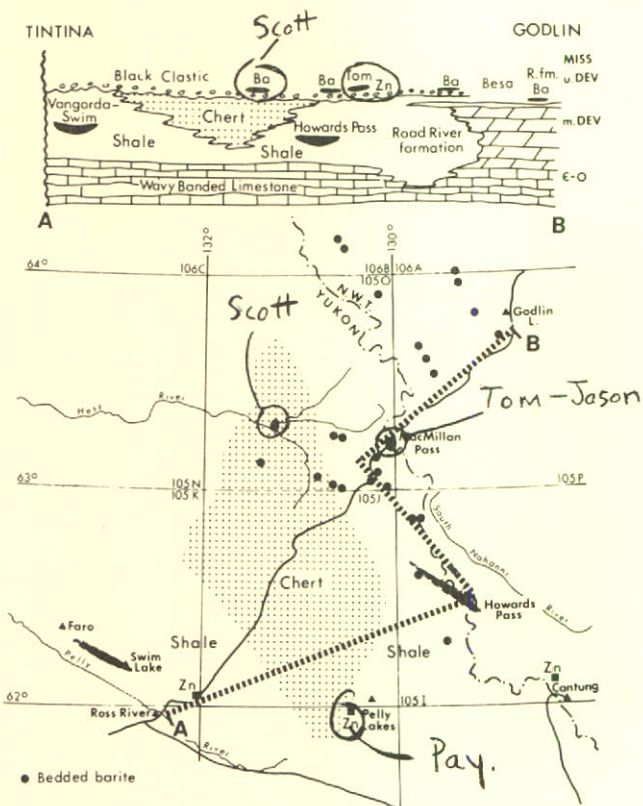 Scott
TINTINA GODLIN
Black Clastic Ba Ba Tom Zn Ba Besa R.fm. Ba MISS
u. DEV
Vangorda-
Swim
Chert
Howards Pass
Road River
formation
m. DEV
Shale
Shale
Wavy Banded Limestone
Є-O
A B
132° 130°
64° 106C 106B 106A
105O
N.W.T.
YUKON
Scott
Godlin
L.
B
Tom-Jason
River
MacMillan
Pass
63° 105N
105K
105J
105P
South
Nahanni
River
Chert
Howards
Pass
Faro
Swim
Lake
Pelly
River
Shale
Shale
Zn
Zn
Cantung
62°
Ross River
A
Zn
Pelly
Lakes
105I
Pay.
Bedded barite